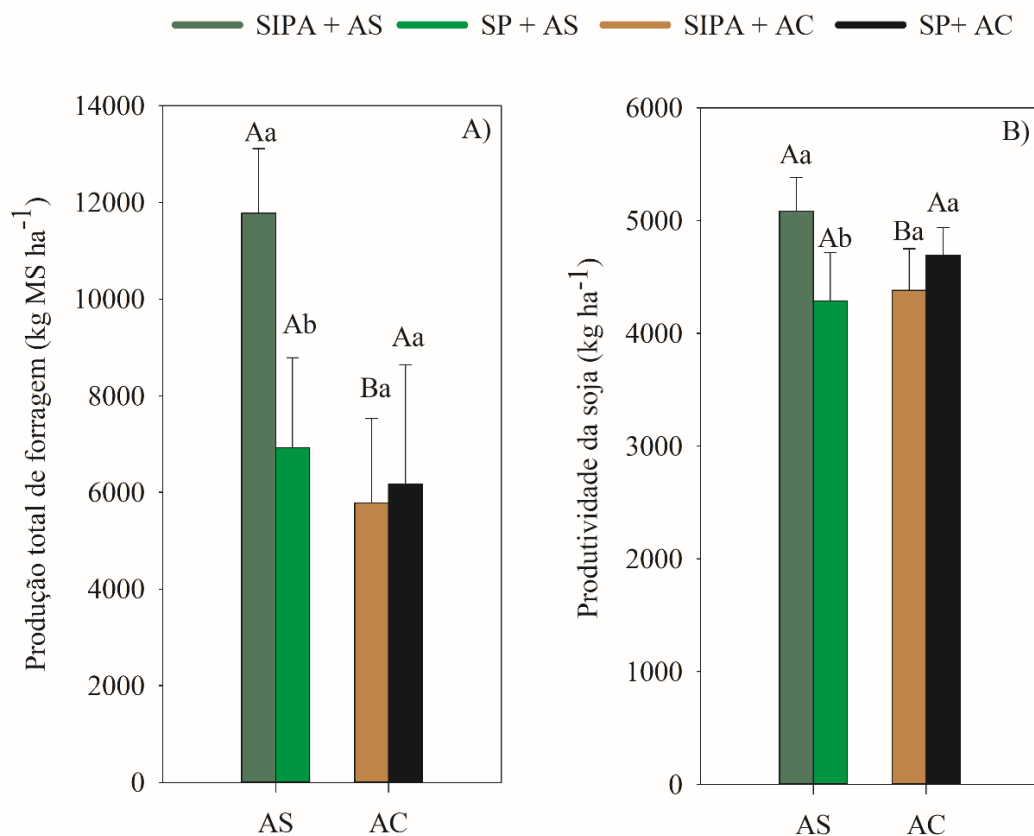 SIPA + AS SP + AS SIPA + AC SP+ AC
A)
Produção total de forragem (kg MS ha⁻¹)
14000
12000
10000
8000
6000
4000
2000
0
Aa
Ab
Ba
Aa
AS AC
B)
Produtividade da soja (kg ha⁻¹)
6000
5000
4000
3000
2000
1000
0
Aa
Ab
Ba
Aa
AS AC